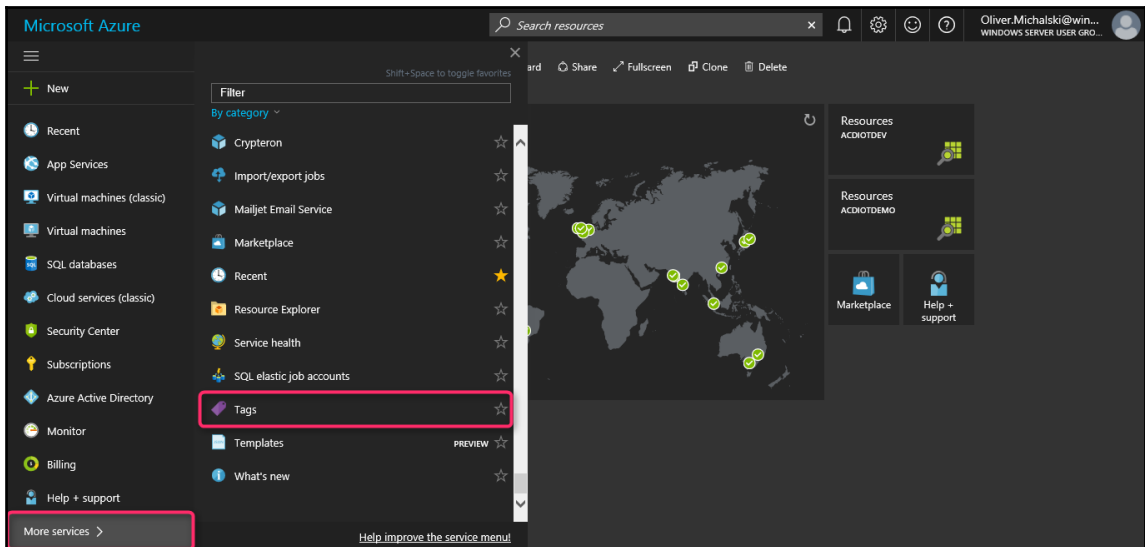 Microsoft Azure
Search resources
Oliver.Michalski@win...
WINDOWS SERVER USER GRO...
New
Recent
App Services
Virtual machines (classic)
Virtual machines
SQL databases
Cloud services (classic)
Security Center
Subscriptions
Azure Active Directory
Monitor
Billing
Help + support
More services >
Shift+Space to toggle favorites
Filter
By category
Crypteron
Import/export jobs
Mailjet Email Service
Marketplace
Recent
Resource Explorer
Service health
SQL elastic job accounts
Tags
Templates PREVIEW
What's new
Help improve the service menu!
ard Share Fullscreen Clone Delete
Resources
ACDIOTDEV
Resources
ACDIOTDEMO
Marketplace
Help +
support